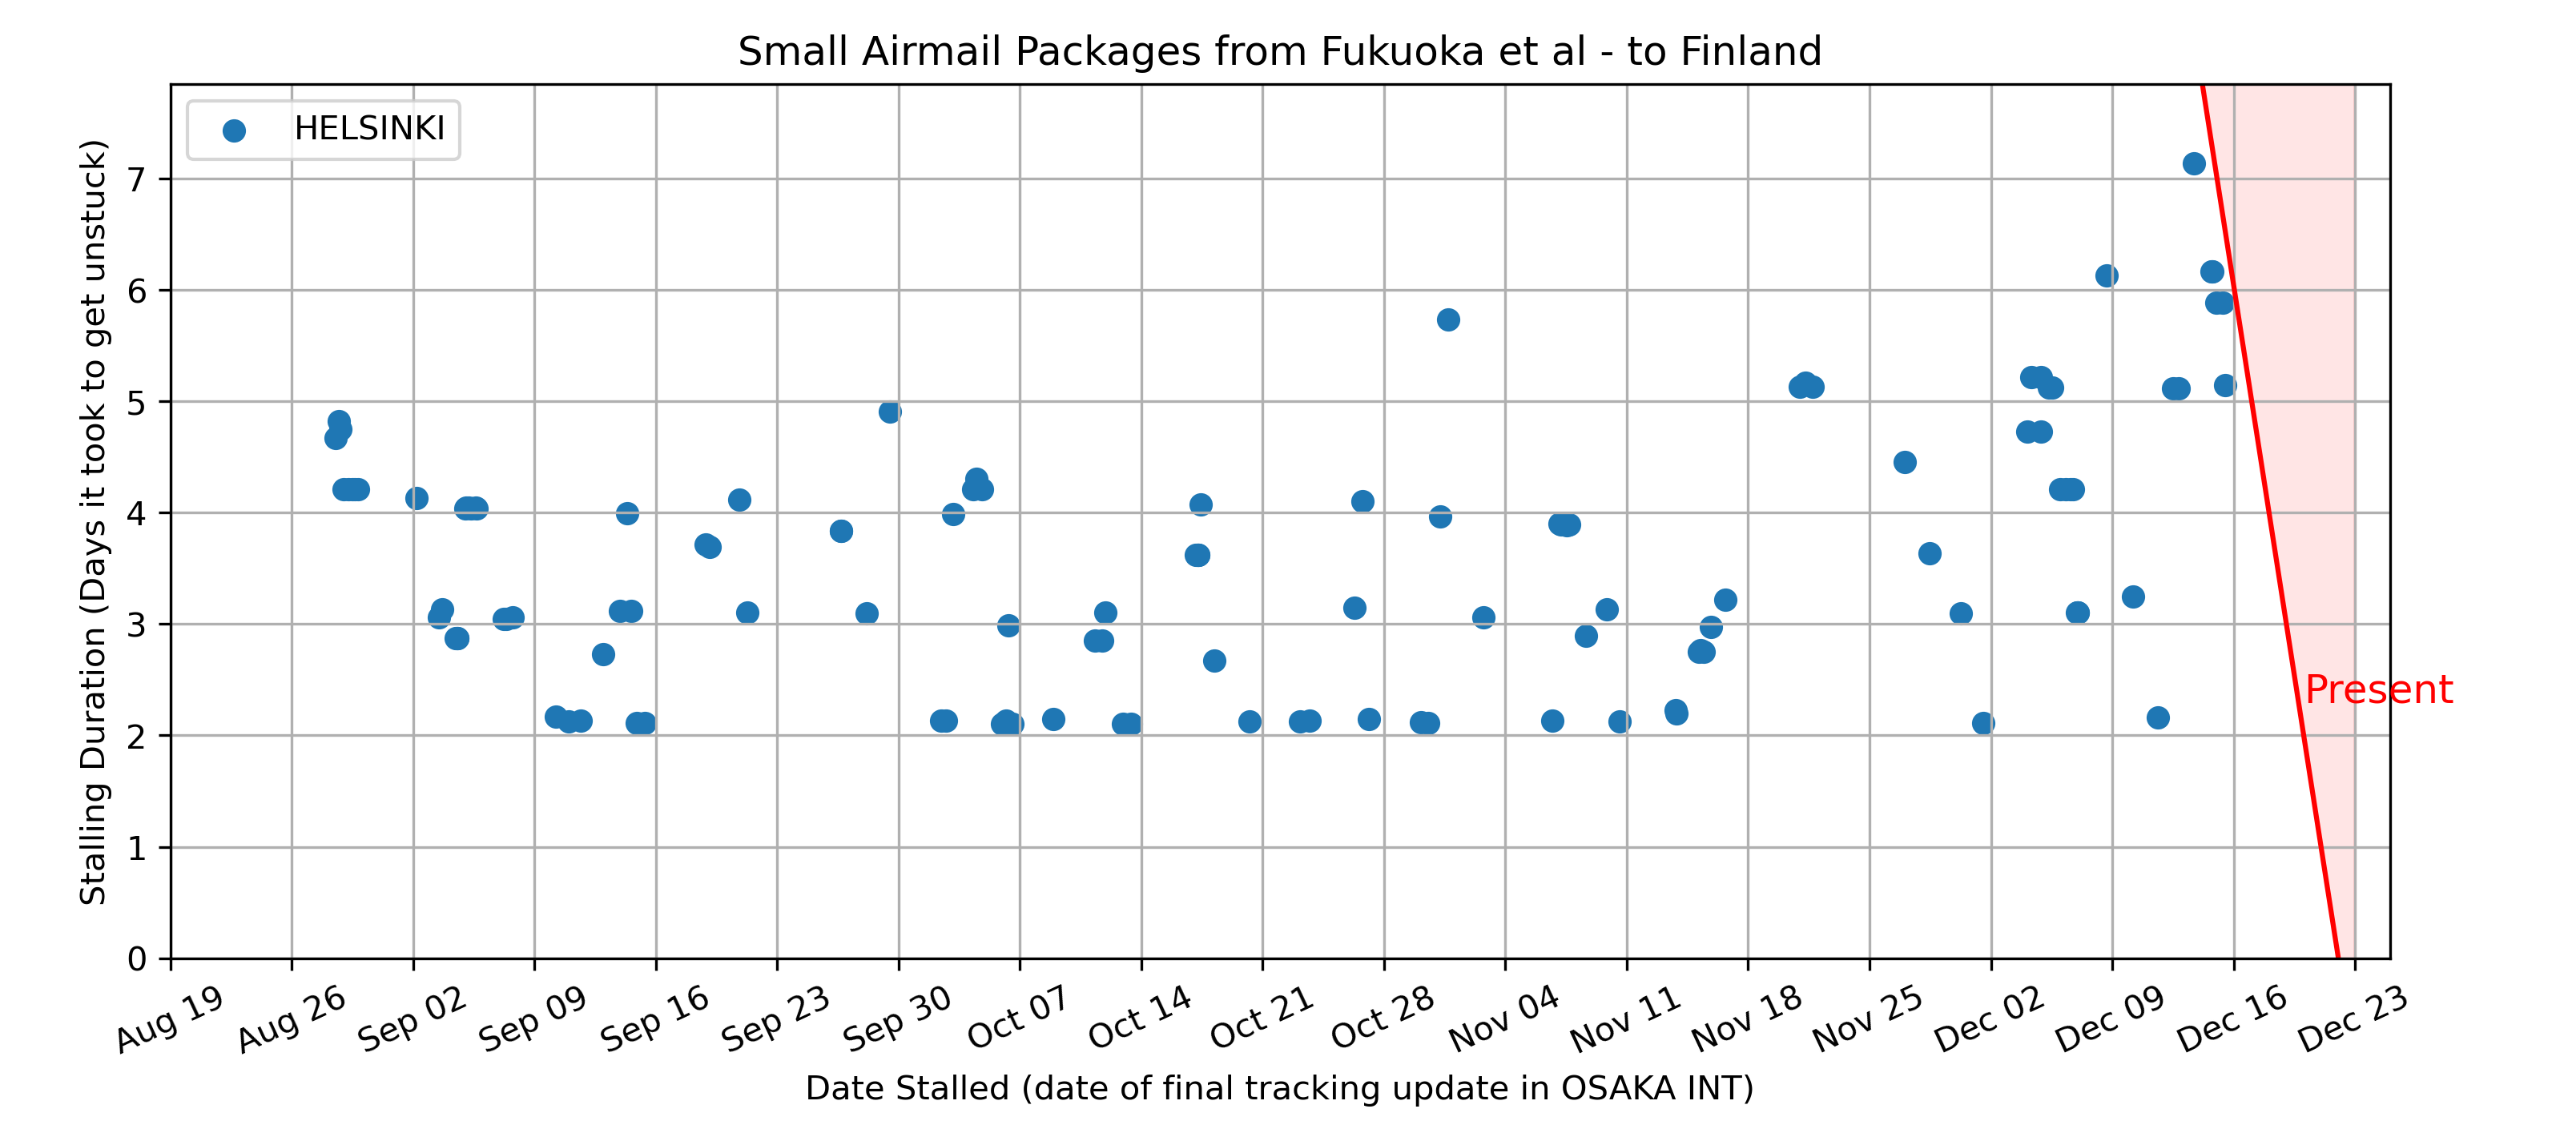 Small Airmail Packages from Fukuoka et al - to Finland
HELSINKI
Stalling Duration (Days it took to get unstuck)
7
6
5
4
3
2
1
0
Present
Aug 19
Aug 26
Sep 02
Sep 09
Sep 16
Sep 23
Sep 30
Oct 07
Oct 14
Oct 21
Oct 28
Nov 04
Nov 11
Nov 18
Nov 25
Dec 02
Dec 09
Dec 16
Dec 23
Date Stalled (date of final tracking update in OSAKA INT)